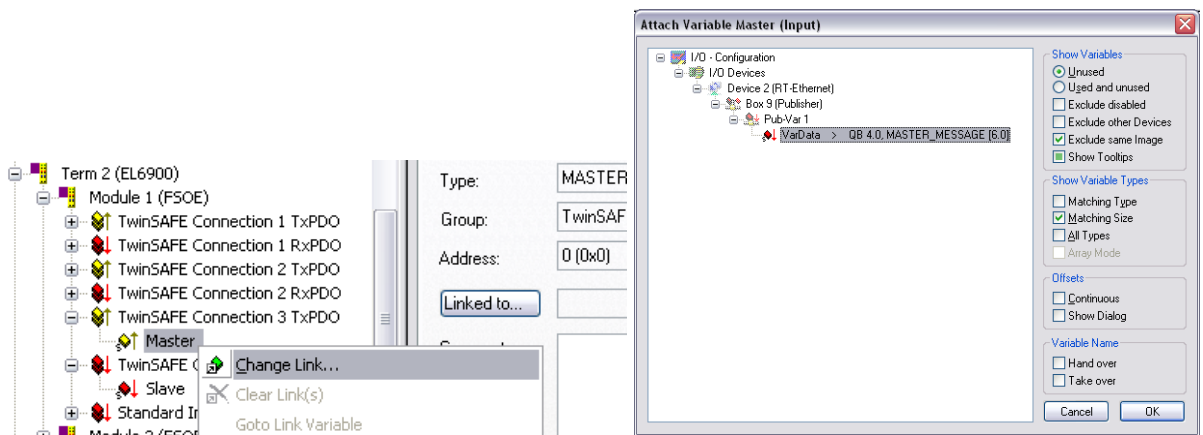 Term 2 (EL6900)
Module 1 (FSOE)
TwinSAFE Connection 1 TxPDO
TwinSAFE Connection 1 RxPDO
TwinSAFE Connection 2 TxPDO
TwinSAFE Connection 2 RxPDO
TwinSAFE Connection 3 TxPDO
Master
TwinSAFE C
Slave
Standard In
Change Link...
Clear Link(s)
Goto Link Variable
Type:
MASTER
Group:
TwinSAF
Address:
0 (0x0)
Linked to...
Attach Variable Master (Input)
I/O - Configuration
I/O Devices
Device 2 (RT-Ethernet)
Box 9 (Publisher)
Pub-Var 1
VarData > QB 4.0, MASTER_MESSAGE [6.0]
Show Variables
Unused
Used and unused
Exclude disabled
Exclude other Devices
Exclude same Image
Show Tooltips
Show Variable Types
Matching Type
Matching Size
All Types
Array Mode
Offsets
Continuous
Show Dialog
Variable Name
Hand over
Take over
Cancel
OK